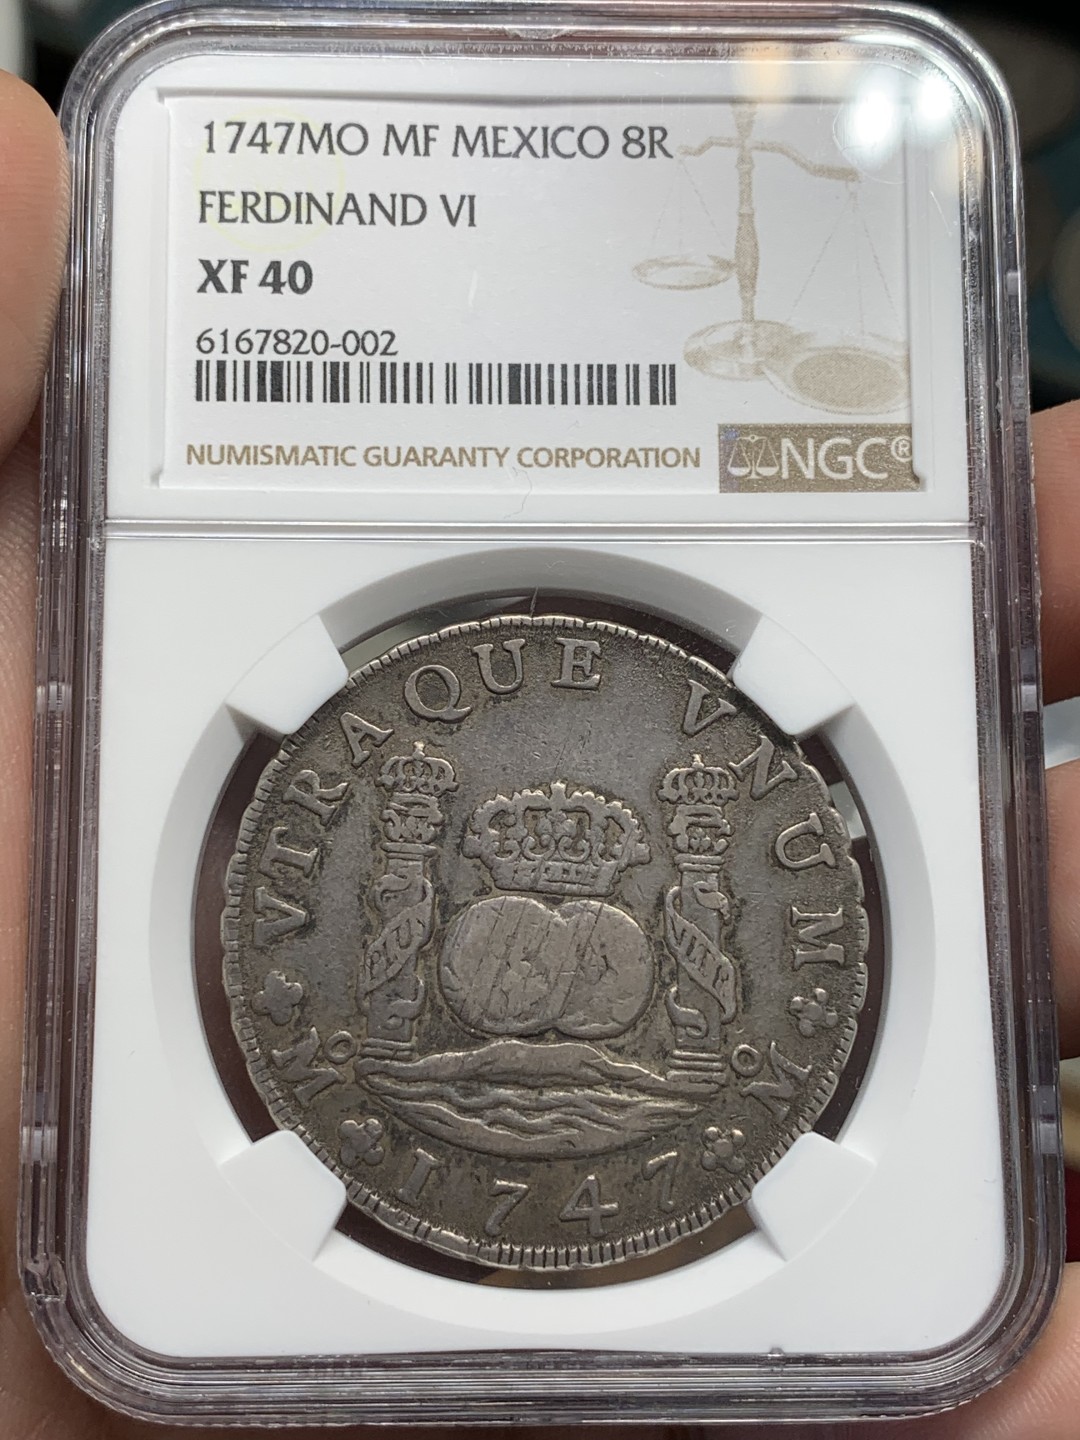 1747MO MF MEXICO 8R
FERDINAND VI
XF 40
6167820-002
NUMISMATIC GUARANTY CORPORATION
NGC®
VTRAQUE VNUM
M° 1747 M°